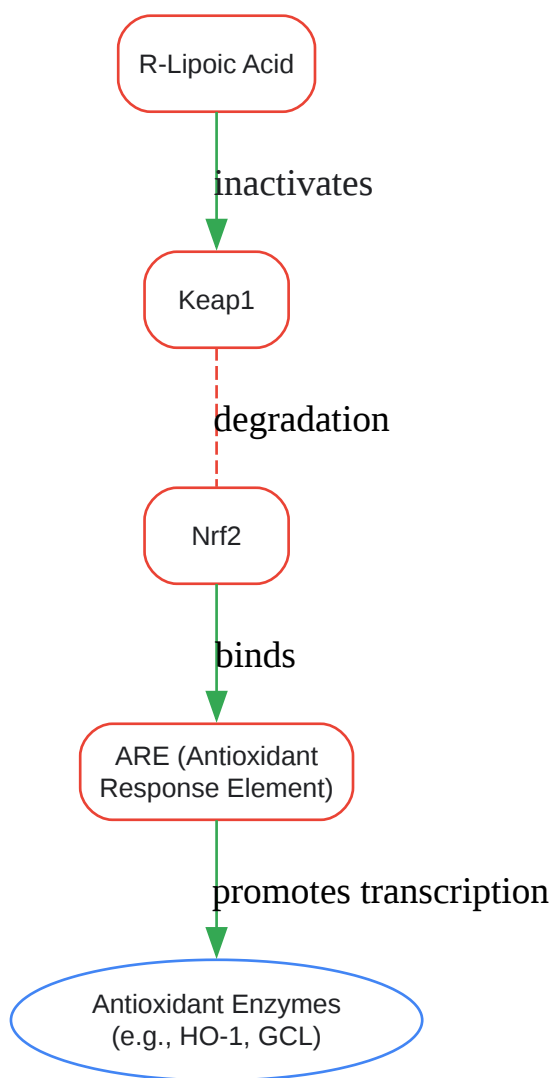 R-Lipoic Acid
inactivates
Keap1
degradation
Nrf2
binds
ARE (Antioxidant
Response Element)
promotes transcription
Antioxidant Enzymes
(e.g., HO-1, GCL)